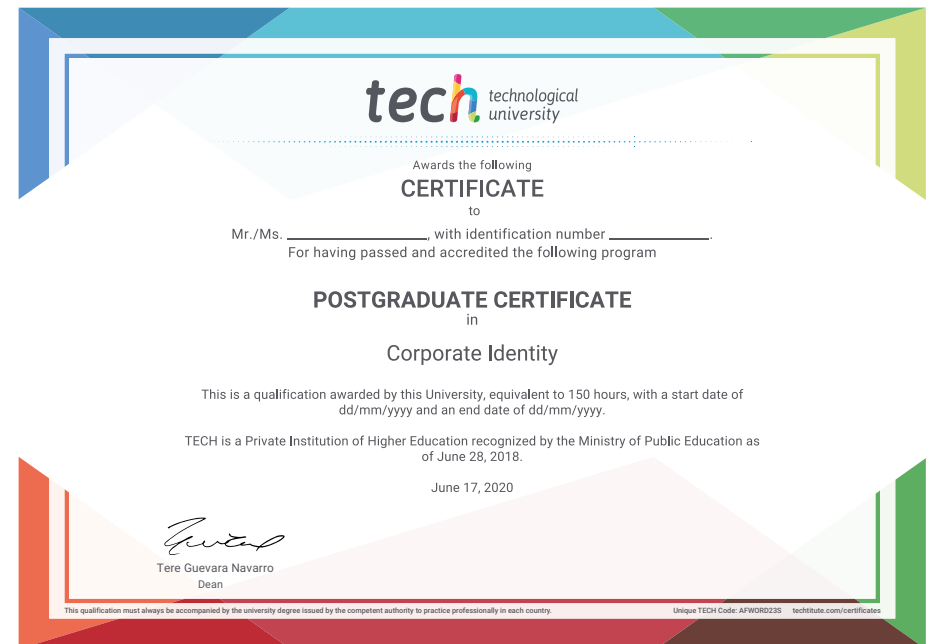 tech technological
university
Awards the following
CERTIFICATE
to
Mr./Ms. ____________________, with identification number ______________.
For having passed and accredited the following program
POSTGRADUATE CERTIFICATE
in
Corporate Identity
This is a qualification awarded by this University, equivalent to 150 hours, with a start date of
dd/mm/yyyy and an end date of dd/mm/yyyy.
TECH is a Private Institution of Higher Education recognized by the Ministry of Public Education as
of June 28, 2018.
June 17, 2020
Tere Guevara Navarro
Dean
This qualification must always be accompanied by the university degree issued by the competent authority to practice professionally in each country. Unique TECH Code: AFWORD23S techtitute.com/certificates